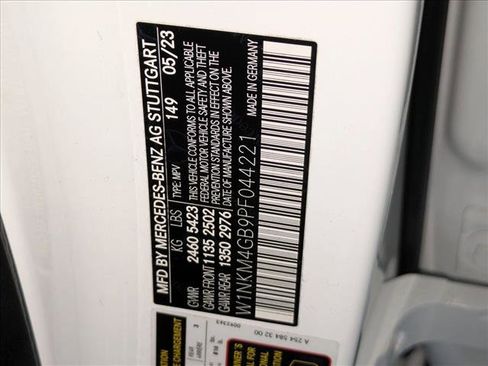 MFD BY MERCEDES-BENZ AG STUTTGART
149 05/23
KG LBS TYPE: MPV
GVWR 2460 5423
GAWR FRONT 1135 2502
GAWR REAR 1350 2976
THIS VEHICLE CONFORMS TO ALL APPLICABLE
FEDERAL MOTOR VEHICLE SAFETY AND THEFT
PREVENTION STANDARDS IN EFFECT ON THE
DATE OF MANUFACTURE SHOWN ABOVE.
W1NKM4GB9PF044221
MADE IN GERMANY
A 254 584 32 00
REAR
3